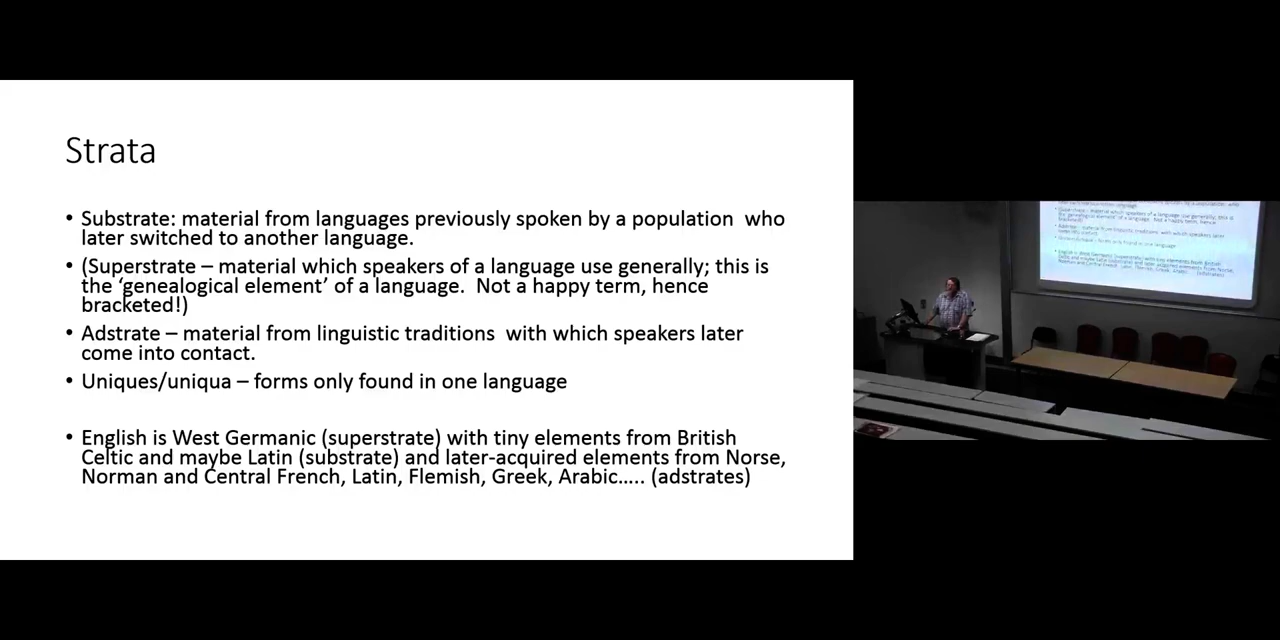 Strata
• Substrate: material from languages previously spoken by a population who
later switched to another language.
• (Superstrate – material which speakers of a language use generally; this is
the ‘genealogical element’ of a language. Not a happy term, hence
bracketed!)
• Adstrate – material from linguistic traditions with which speakers later
come into contact.
• Uniques/uniqua – forms only found in one language
• English is West Germanic (superstrate) with tiny elements from British
Celtic and maybe Latin (substrate) and later-acquired elements from Norse,
Norman and Central French, Latin, Flemish, Greek, Arabic….. (adstrates)